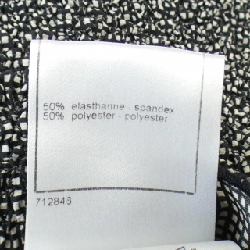 50% elasthanne - spandex
50% polyester - polyester
712846